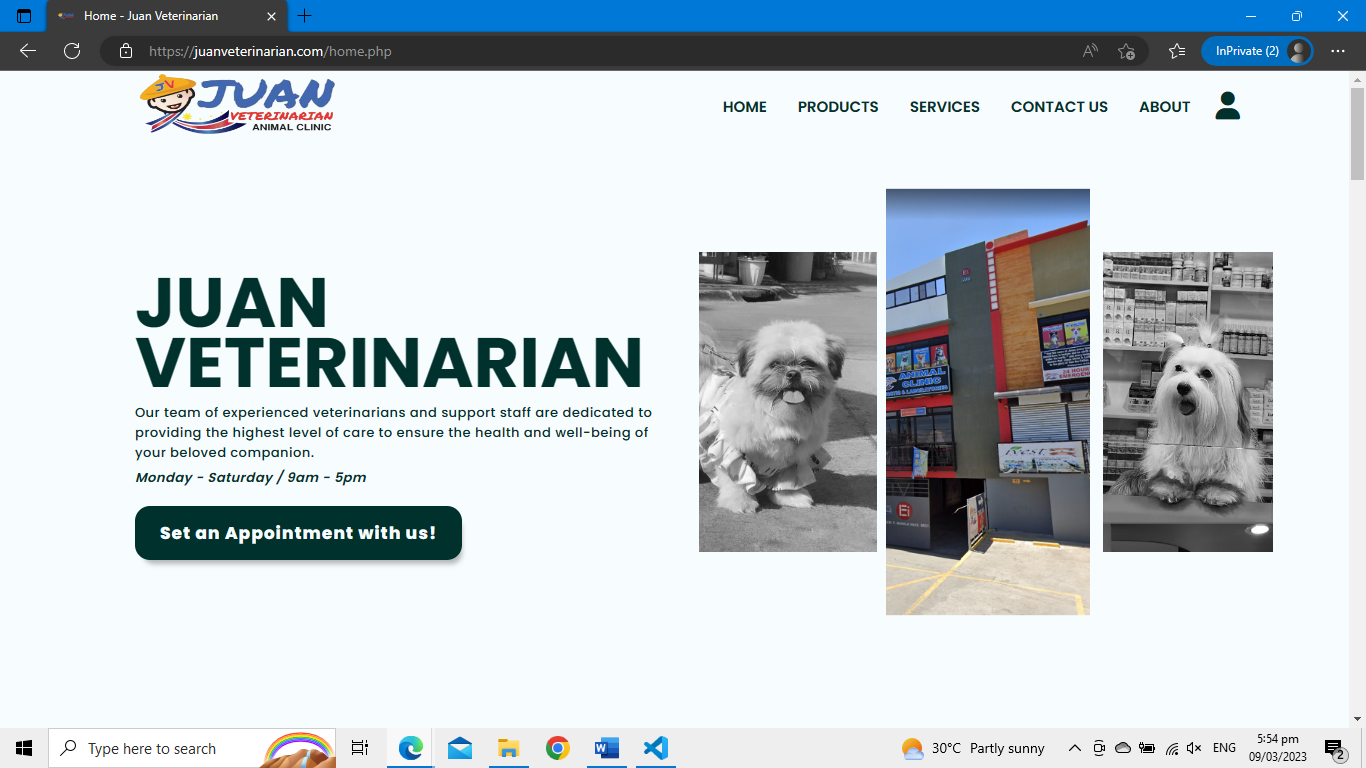 Home - Juan Veterinarian
https://juanveterinarian.com/home.php
InPrivate (2)
JV
JUAN
VETERINARIAN
ANIMAL CLINIC
HOME
PRODUCTS
SERVICES
CONTACT US
ABOUT
JUAN
VETERINARIAN
Our team of experienced veterinarians and support staff are dedicated to
providing the highest level of care to ensure the health and well-being of
your beloved companion.
Monday - Saturday / 9am - 5pm
Set an Appointment with us!
ANIMAL
CLINIC
24 HOUR
Type here to search
30°C Partly sunny
ENG
5:54 pm
09/03/2023
2